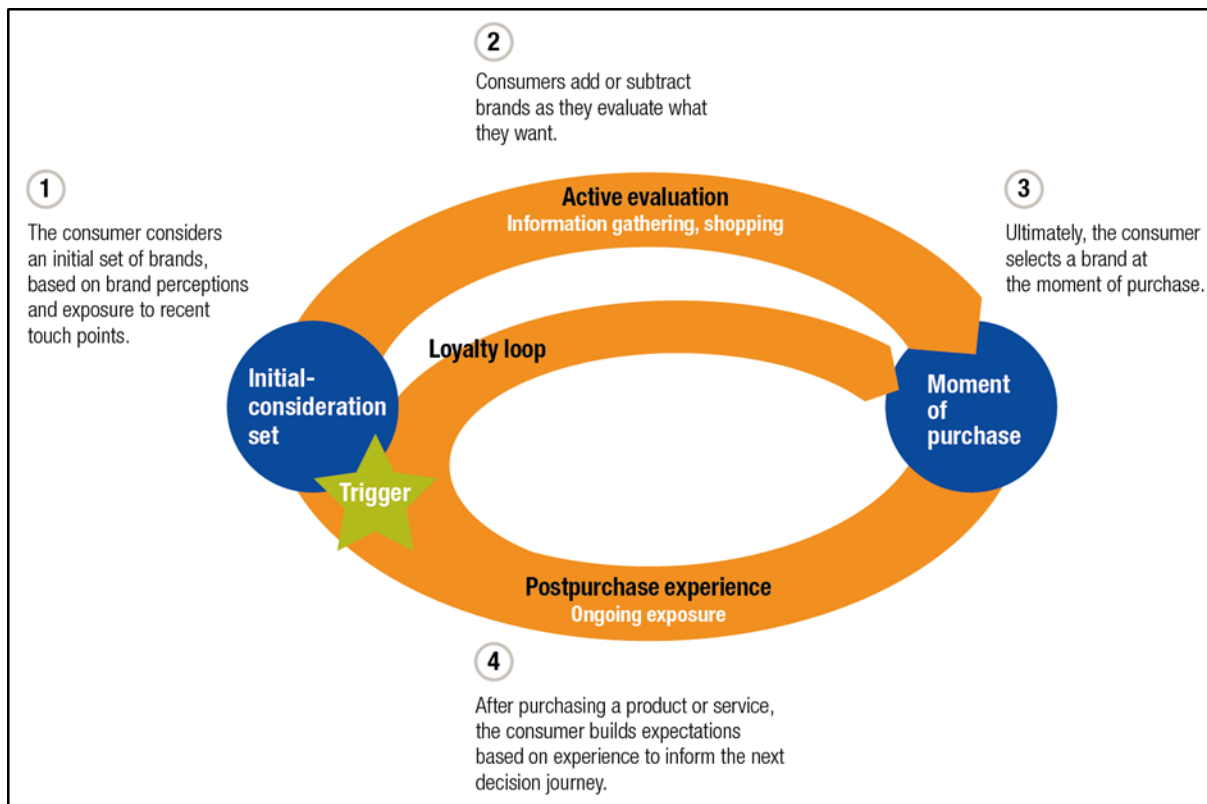 2
Consumers add or subtract
brands as they evaluate what
they want.
1
The consumer considers
an initial set of brands,
based on brand perceptions
and exposure to recent
touch points.
Active evaluation
Information gathering, shopping
3
Ultimately, the consumer
selects a brand at
the moment of purchase.
Loyalty loop
Initial-
consideration
set
Trigger
Moment
of
purchase
Postpurchase experience
Ongoing exposure
4
After purchasing a product or service,
the consumer builds expectations
based on experience to inform the next
decision journey.